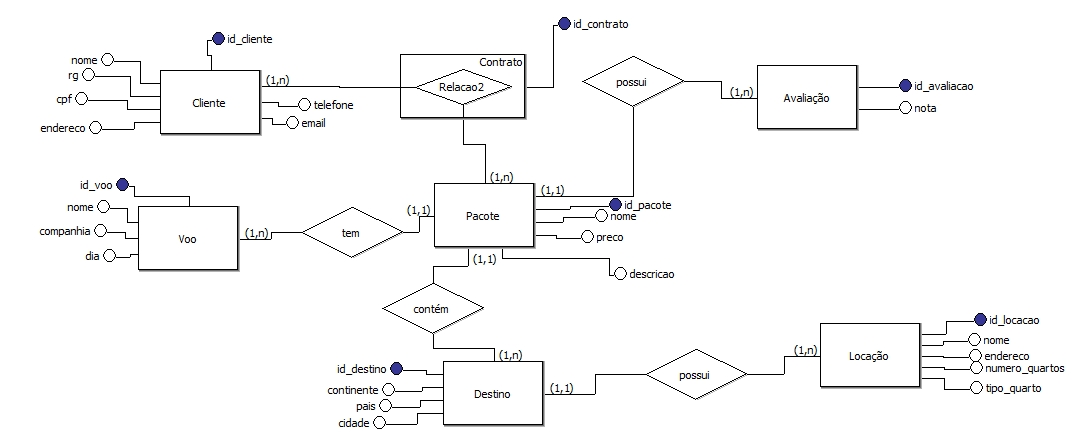 id_contrato
id_cliente
nome
rg
cpf
endereco
Cliente
(1,n)
telefone
email
Contrato
Relacao2
possui
(1,n)
Avaliação
id_avaliacao
nota
id_voo
nome
companhia
dia
Voo
(1,n)
tem
(1,1)
(1,n)
Pacote
(1,1)
id_pacote
nome
preco
descricao
(1,1)
contém
(1,n)
id_destino
continente
pais
cidade
Destino
(1,1)
possui
(1,n)
Locação
id_locacao
nome
endereco
numero_quartos
tipo_quarto